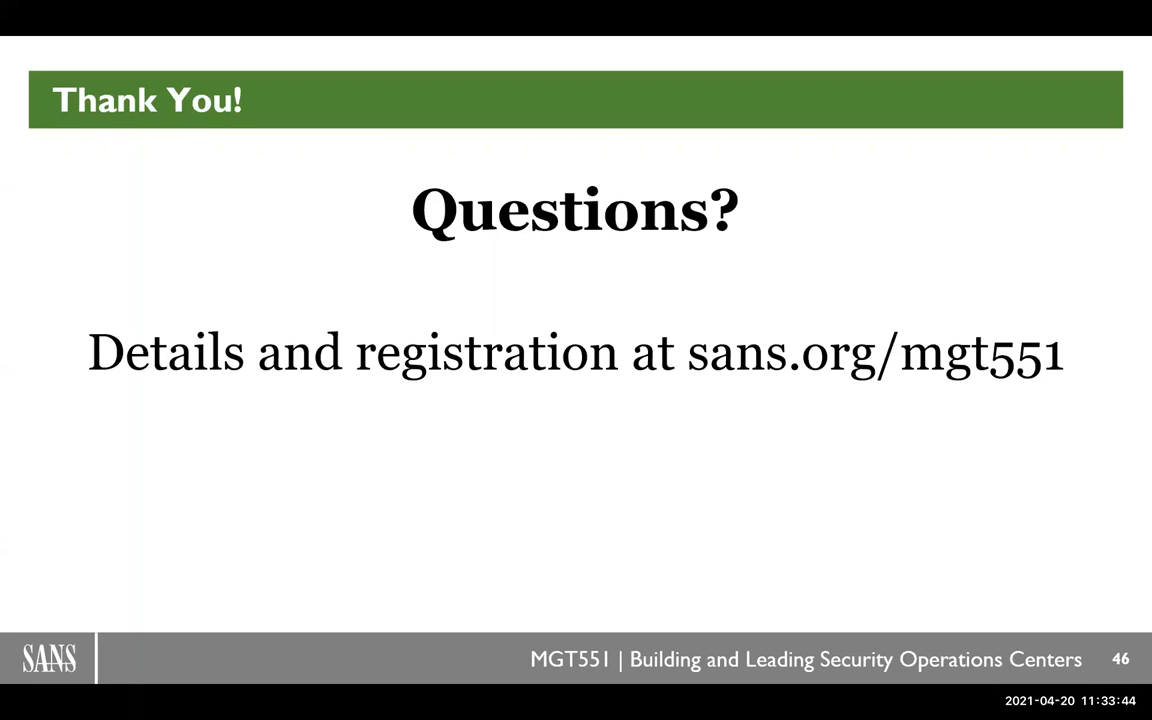 Thank You!
Questions?
Details and registration at sans.org/mgt551
SANS
MGT551 | Building and Leading Security Operations Centers
46
2021-04-20 11:33:44